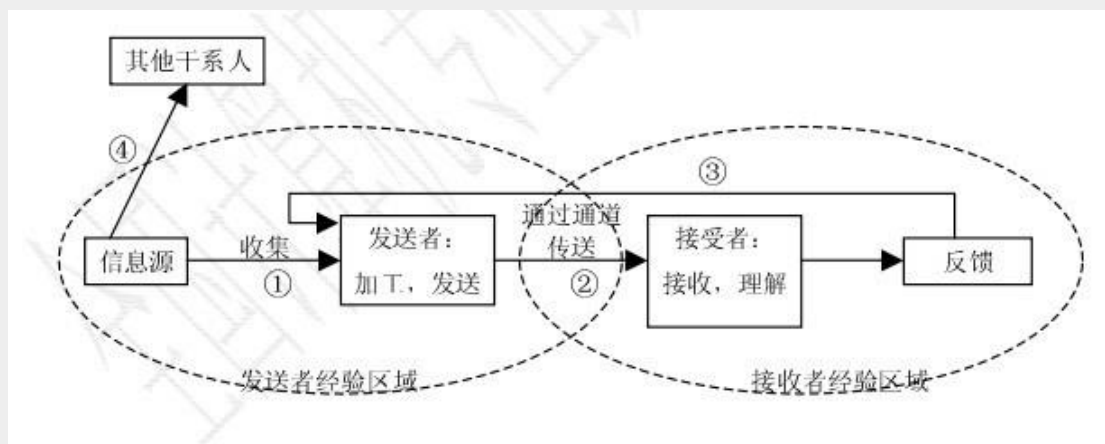 其他干系人
④
③
通过通道
发送者：
接受者：
收集
传送
信息源
反馈
①
加工，发送
②
接收，理解
发送者经验区域
接收者经验区域